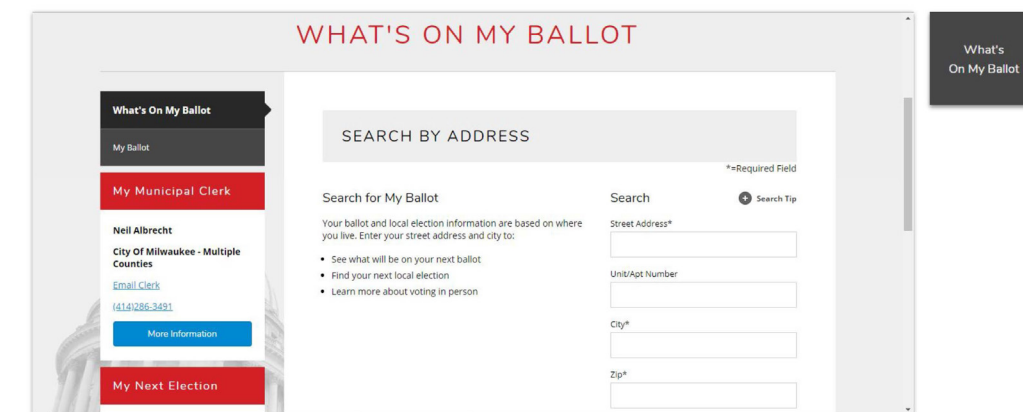 WHAT'S ON MY BALLOT
What's
On My Ballot
What's On My Ballot
My Ballot
My Municipal Clerk
Neil Albrecht
City Of Milwaukee - Multiple
Counties
Email Clerk
(414)286-3491
More Information
My Next Election
SEARCH BY ADDRESS
*=Required Field
Search for My Ballot
Your ballot and local election information are based on where
you live. Enter your street address and city to:
• See what will be on your next ballot
• Find your next local election
• Learn more about voting in person
Search
+ Search Tip
Street Address*
Unit/Apt Number
City*
Zip*